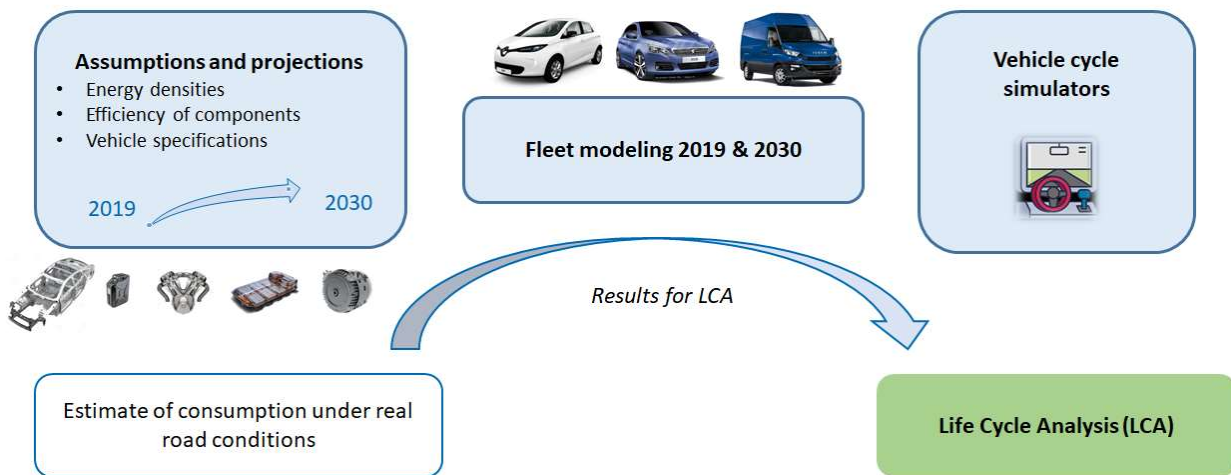 Assumptions and projections
• Energy densities
• Efficiency of components
• Vehicle specifications
2019
2030
Fleet modeling 2019 & 2030
Vehicle cycle
simulators
Results for LCA
Estimate of consumption under real
road conditions
Life Cycle Analysis (LCA)